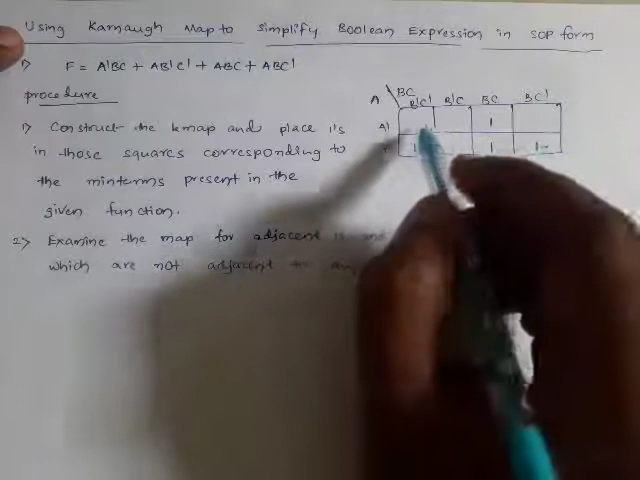 Using Karnaugh Map to Simplify Boolean Expression in SOP form
1) F = A'BC + AB'C' + ABC + ABC'
procedure
1) Construct the kmap and place 1's
in those squares corresponding to
the minterms present in the
given function.
2) Examine the map for adjacent
which are not adjacent to
A \ BC
B'C' B'C BC BC'
A' 1
1 1 1